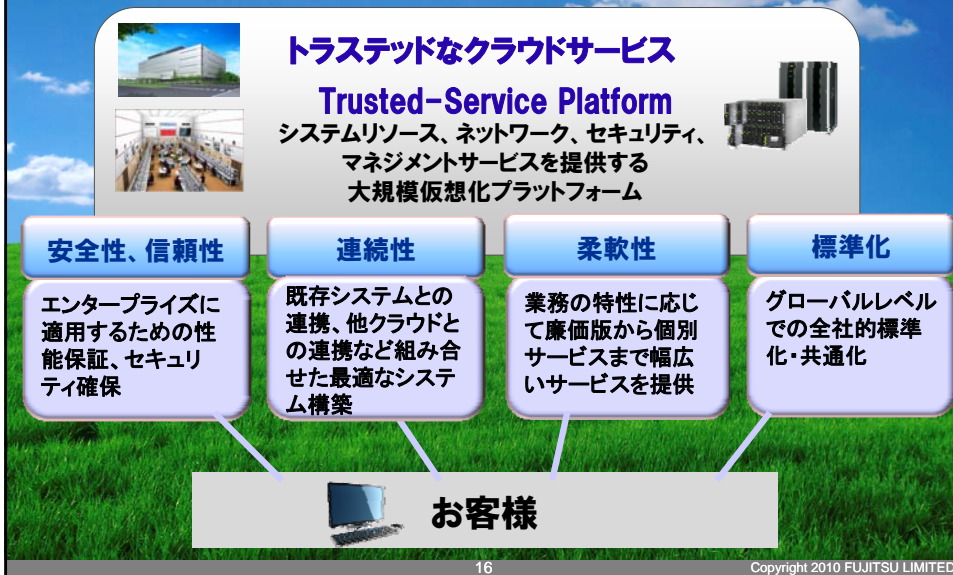 トラステッドなクラウドサービス
Trusted-Service Platform
システムリソース、ネットワーク、セキュリティ、
マネジメントサービスを提供する
大規模仮想化プラットフォーム
安全性、信頼性
エンタープライズに
適用するための性
能保証、セキュリ
ティ確保
連続性
既存システムとの
連携、他クラウドと
の連携など組み合
せた最適なシステ
ム構築
柔軟性
業務の特性に応じ
て廉価版から個別
サービスまで幅広
いサービスを提供
標準化
グローバルレベル
での全社的標準
化・共通化
お客様
16
Copyright 2010 FUJITSU LIMITED